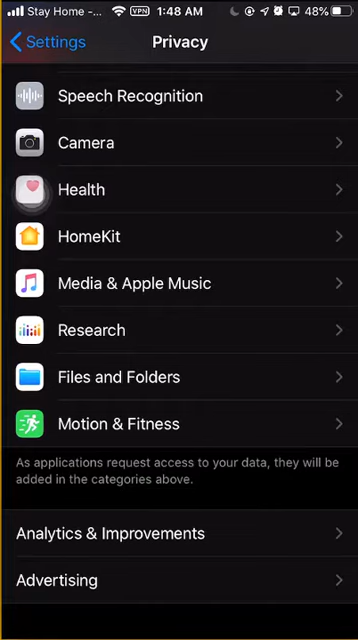 Stay Home -... VPN 1:48 AM 48%
Settings Privacy
Speech Recognition
Camera
Health
HomeKit
Media & Apple Music
Research
Files and Folders
Motion & Fitness
As applications request access to your data, they will be
added in the categories above.
Analytics & Improvements
Advertising